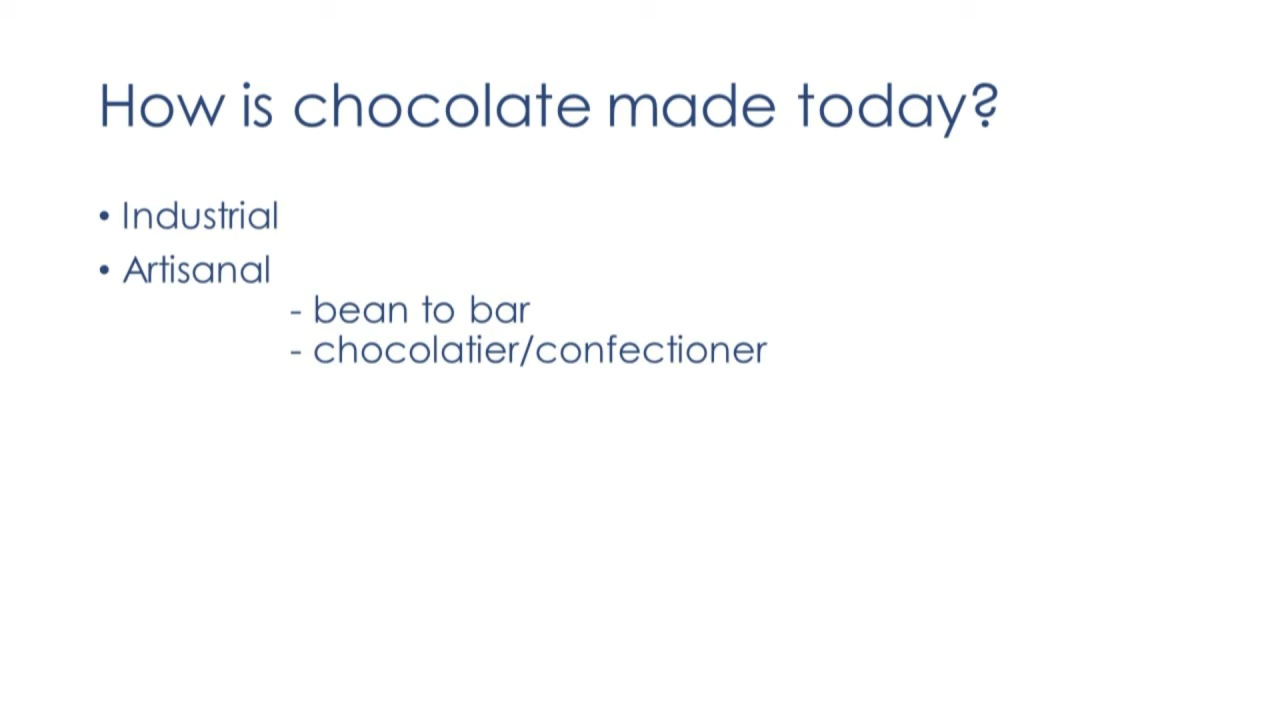 How is chocolate made today?
• Industrial
• Artisanal
- bean to bar
- chocolatier/confectioner